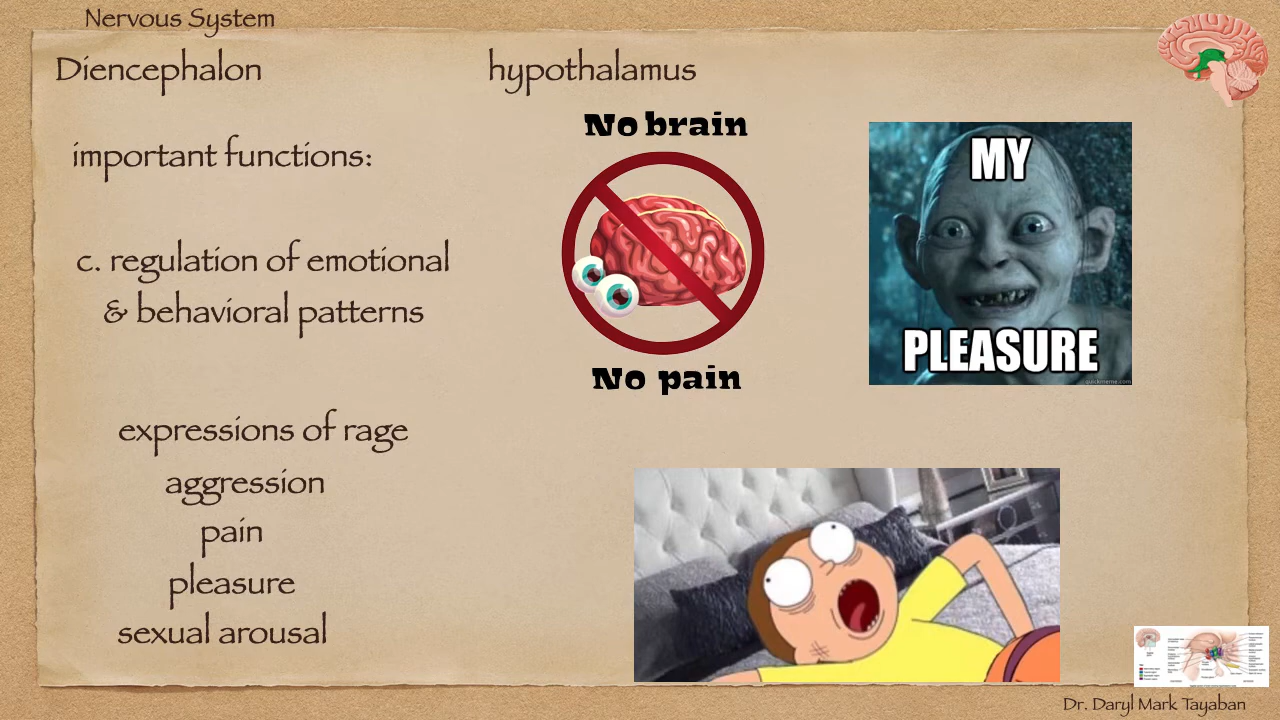 Nervous System
Diencephalon
hypothalamus
important functions:
c. regulation of emotional
& behavioral patterns
expressions of rage
aggression
pain
pleasure
sexual arousal
No brain
No pain
MY
PLEASURE
quickmeme.com
Dr. Daryl Mark Tayaban